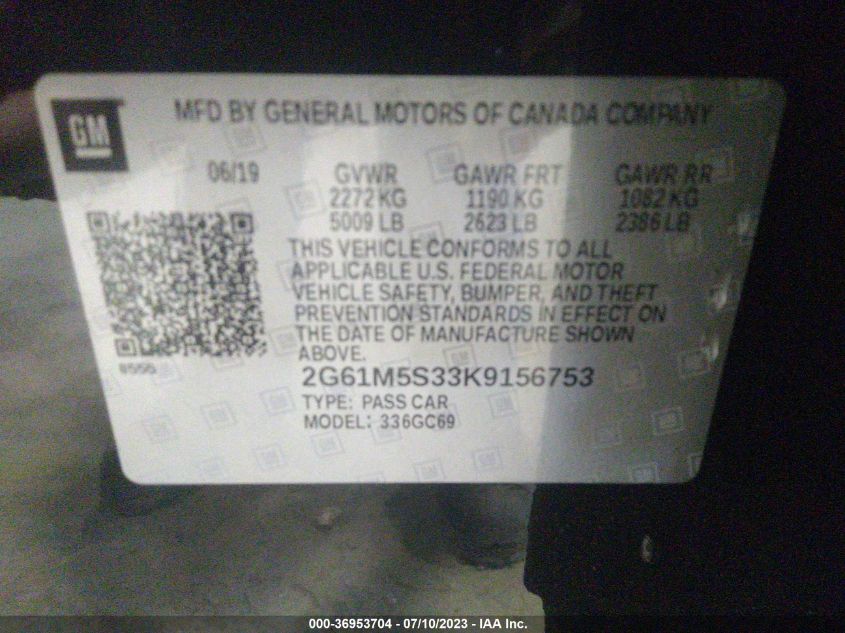 MFD BY GENERAL MOTORS OF CANADA COMPANY
GM
06/19 GVWR GAWR FRT GAWR RR
2272 KG 1190 KG 1082 KG
5009 LB 2623 LB 2386 LB
THIS VEHICLE CONFORMS TO ALL
APPLICABLE U.S. FEDERAL MOTOR
VEHICLE SAFETY, BUMPER, AND THEFT
PREVENTION STANDARDS IN EFFECT ON
THE DATE OF MANUFACTURE SHOWN
ABOVE.
2G61M5S33K9156753
TYPE: PASS CAR
MODEL: 336GC69
000-36953704 - 07/10/2023 - IAA Inc.